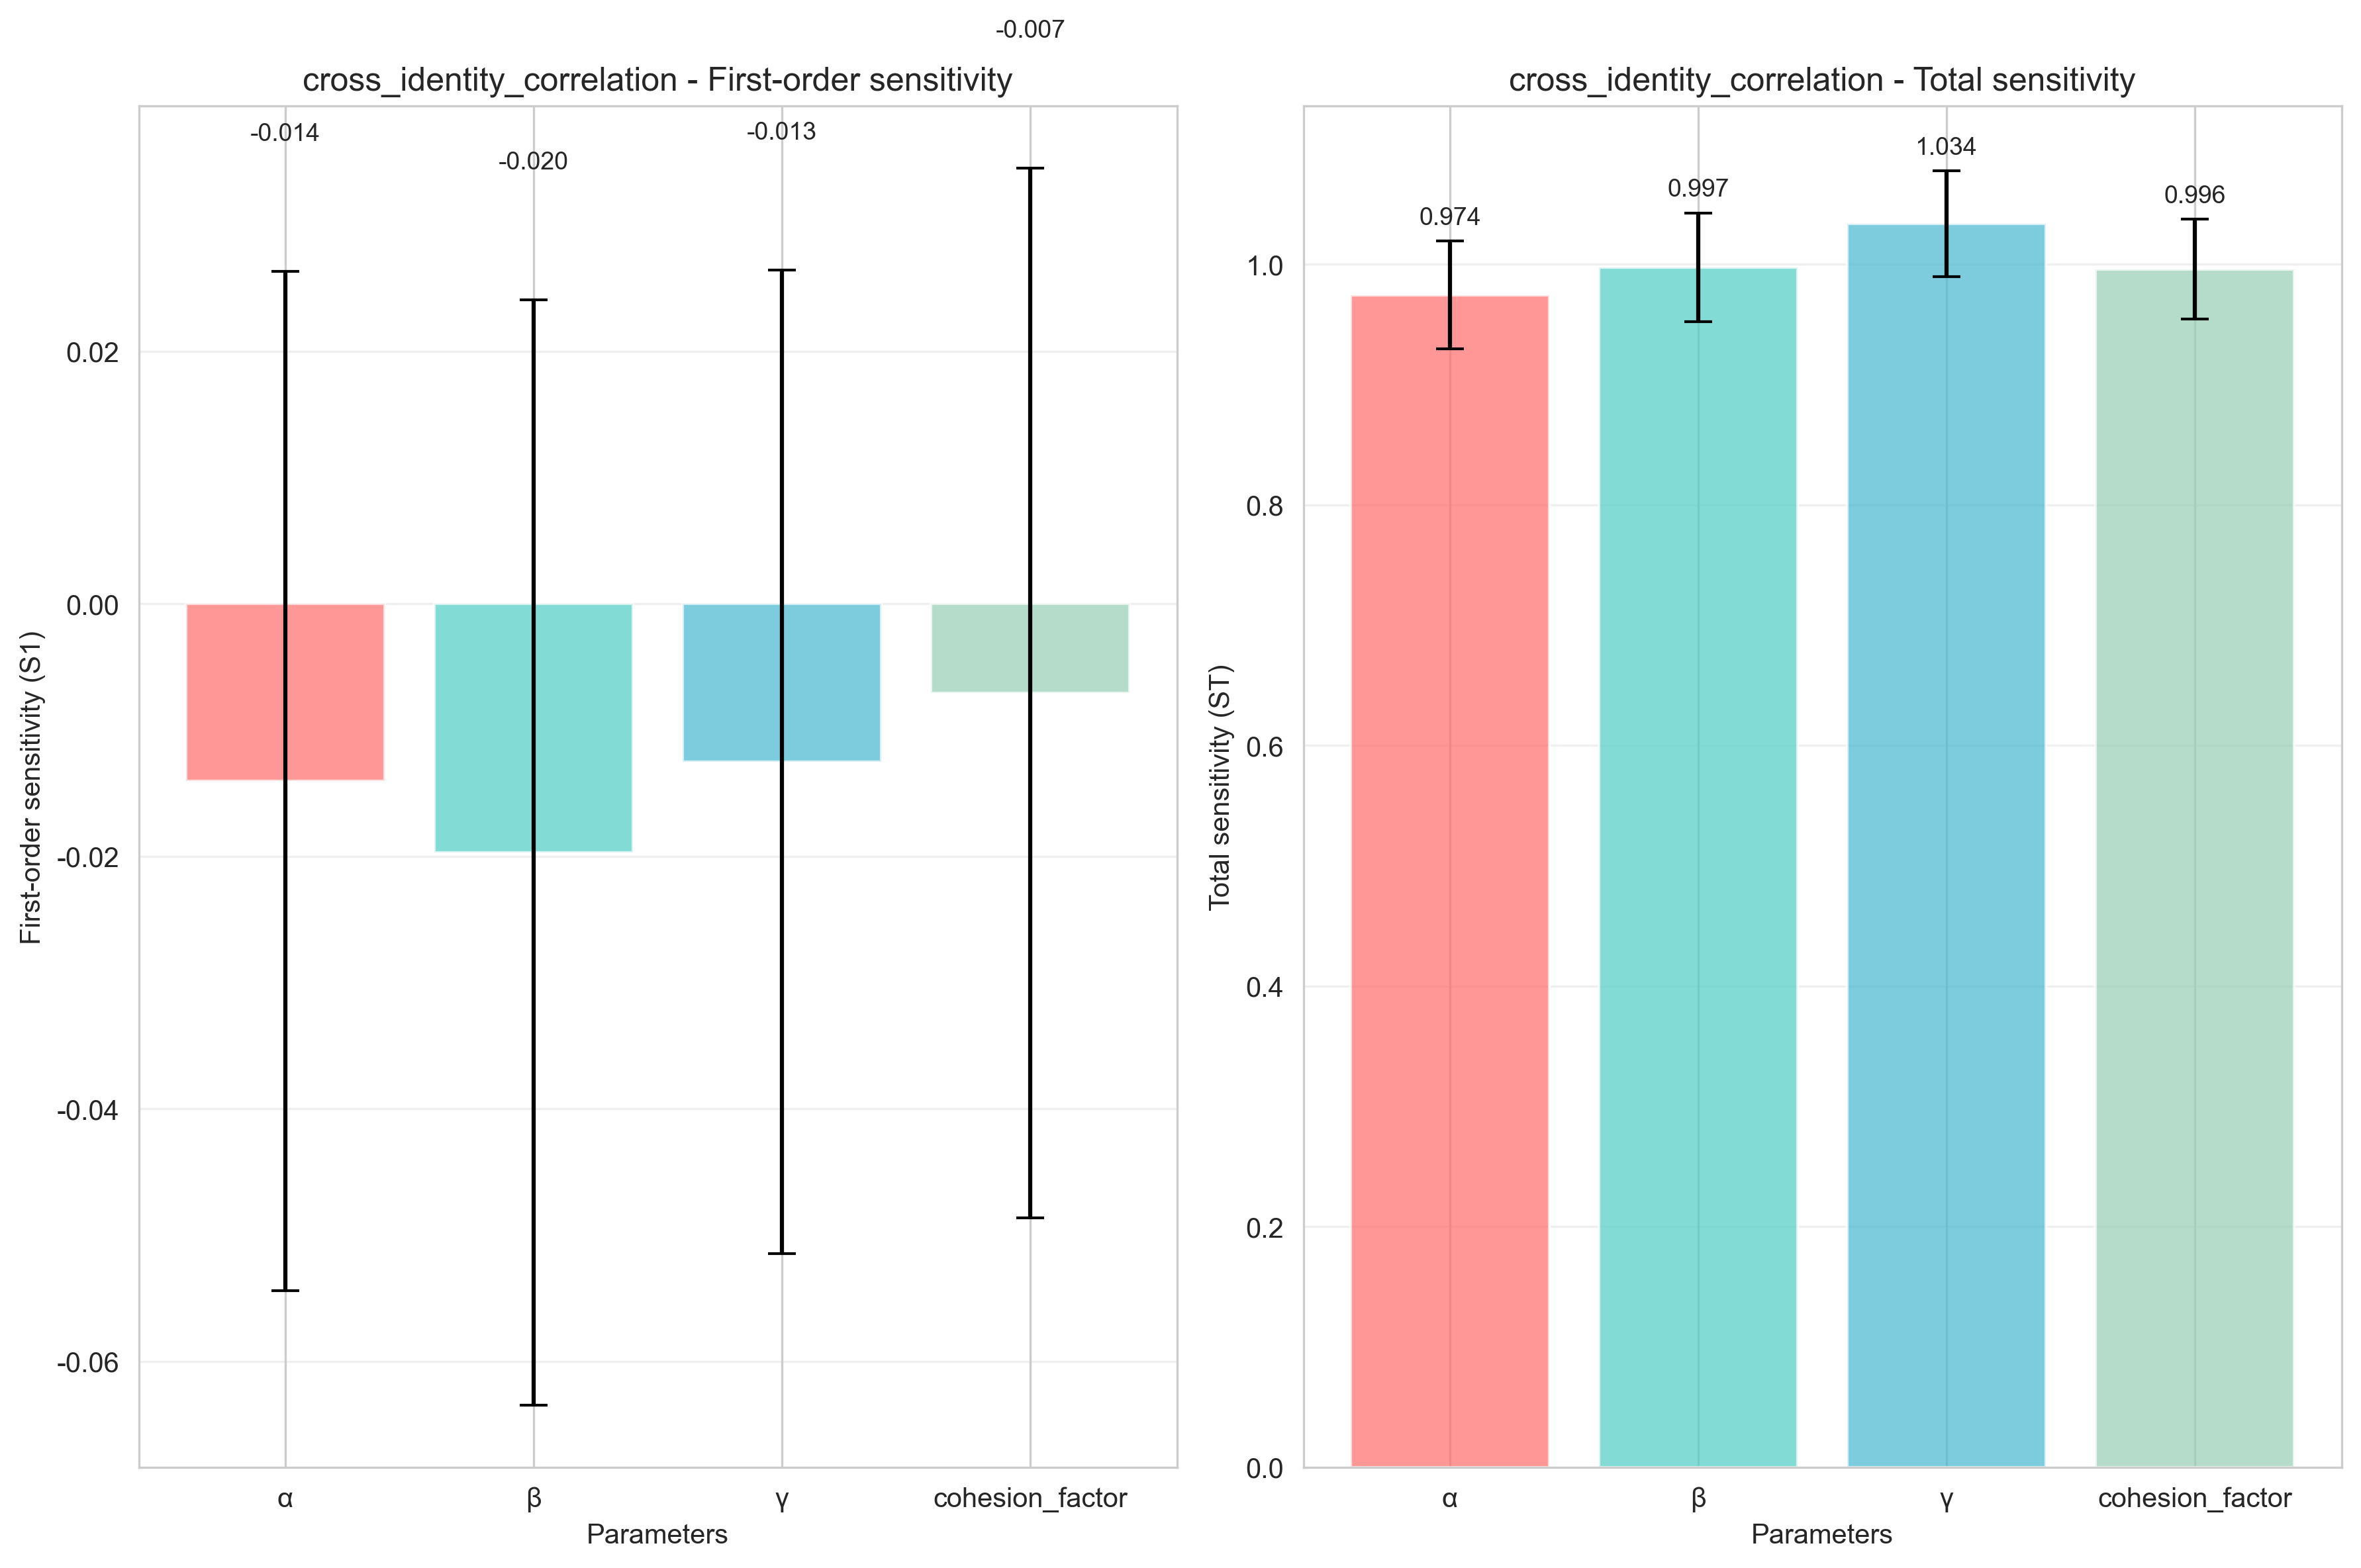 -0.007
cross_identity_correlation - First-order sensitivity
-0.014
-0.020
-0.013
First-order sensitivity (S1)
0.02
0.00
-0.02
-0.04
-0.06
α
β
γ
cohesion_factor
Parameters
cross_identity_correlation - Total sensitivity
0.974
0.997
1.034
0.996
Total sensitivity (ST)
1.0
0.8
0.6
0.4
0.2
0.0
α
β
γ
cohesion_factor
Parameters